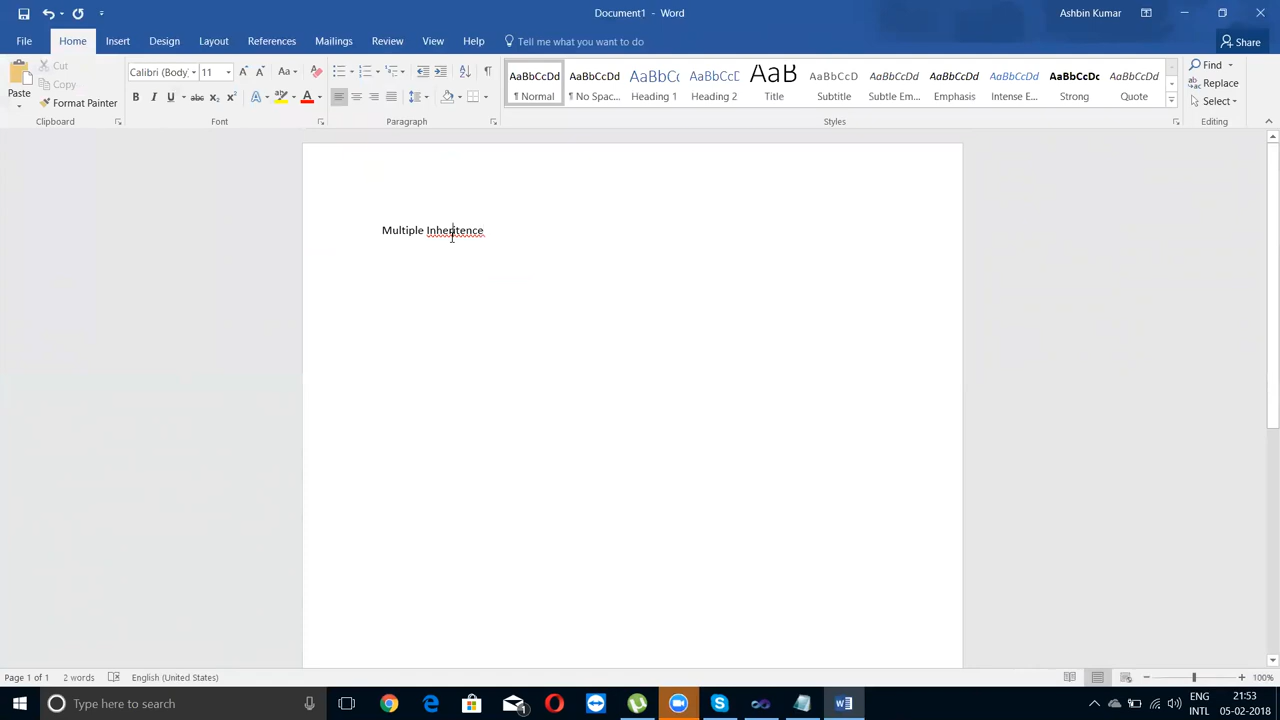 Document1 - Word
Ashbin Kumar
File Home Insert Design Layout References Mailings Review View Help Tell me what you want to do Share
Paste
Cut
Copy
Format Painter
Clipboard
Calibri (Body) 11
Font
Paragraph
AaBbCcDd AaBbCcDd AaBbCc AaBbCcD AaB AaBbCcD AaBbCcDd AaBbCcDd AaBbCcDd AaBbCcDc AaBbCcDd
¶ Normal ¶ No Spac... Heading 1 Heading 2 Title Subtitle Subtle Em... Emphasis Intense E... Strong Quote
Styles
Find
Replace
Select
Editing
Multiple Inheritence
Page 1 of 1 2 words English (United States) 100%
Type here to search
ENG
INTL
21:53
05-02-2018